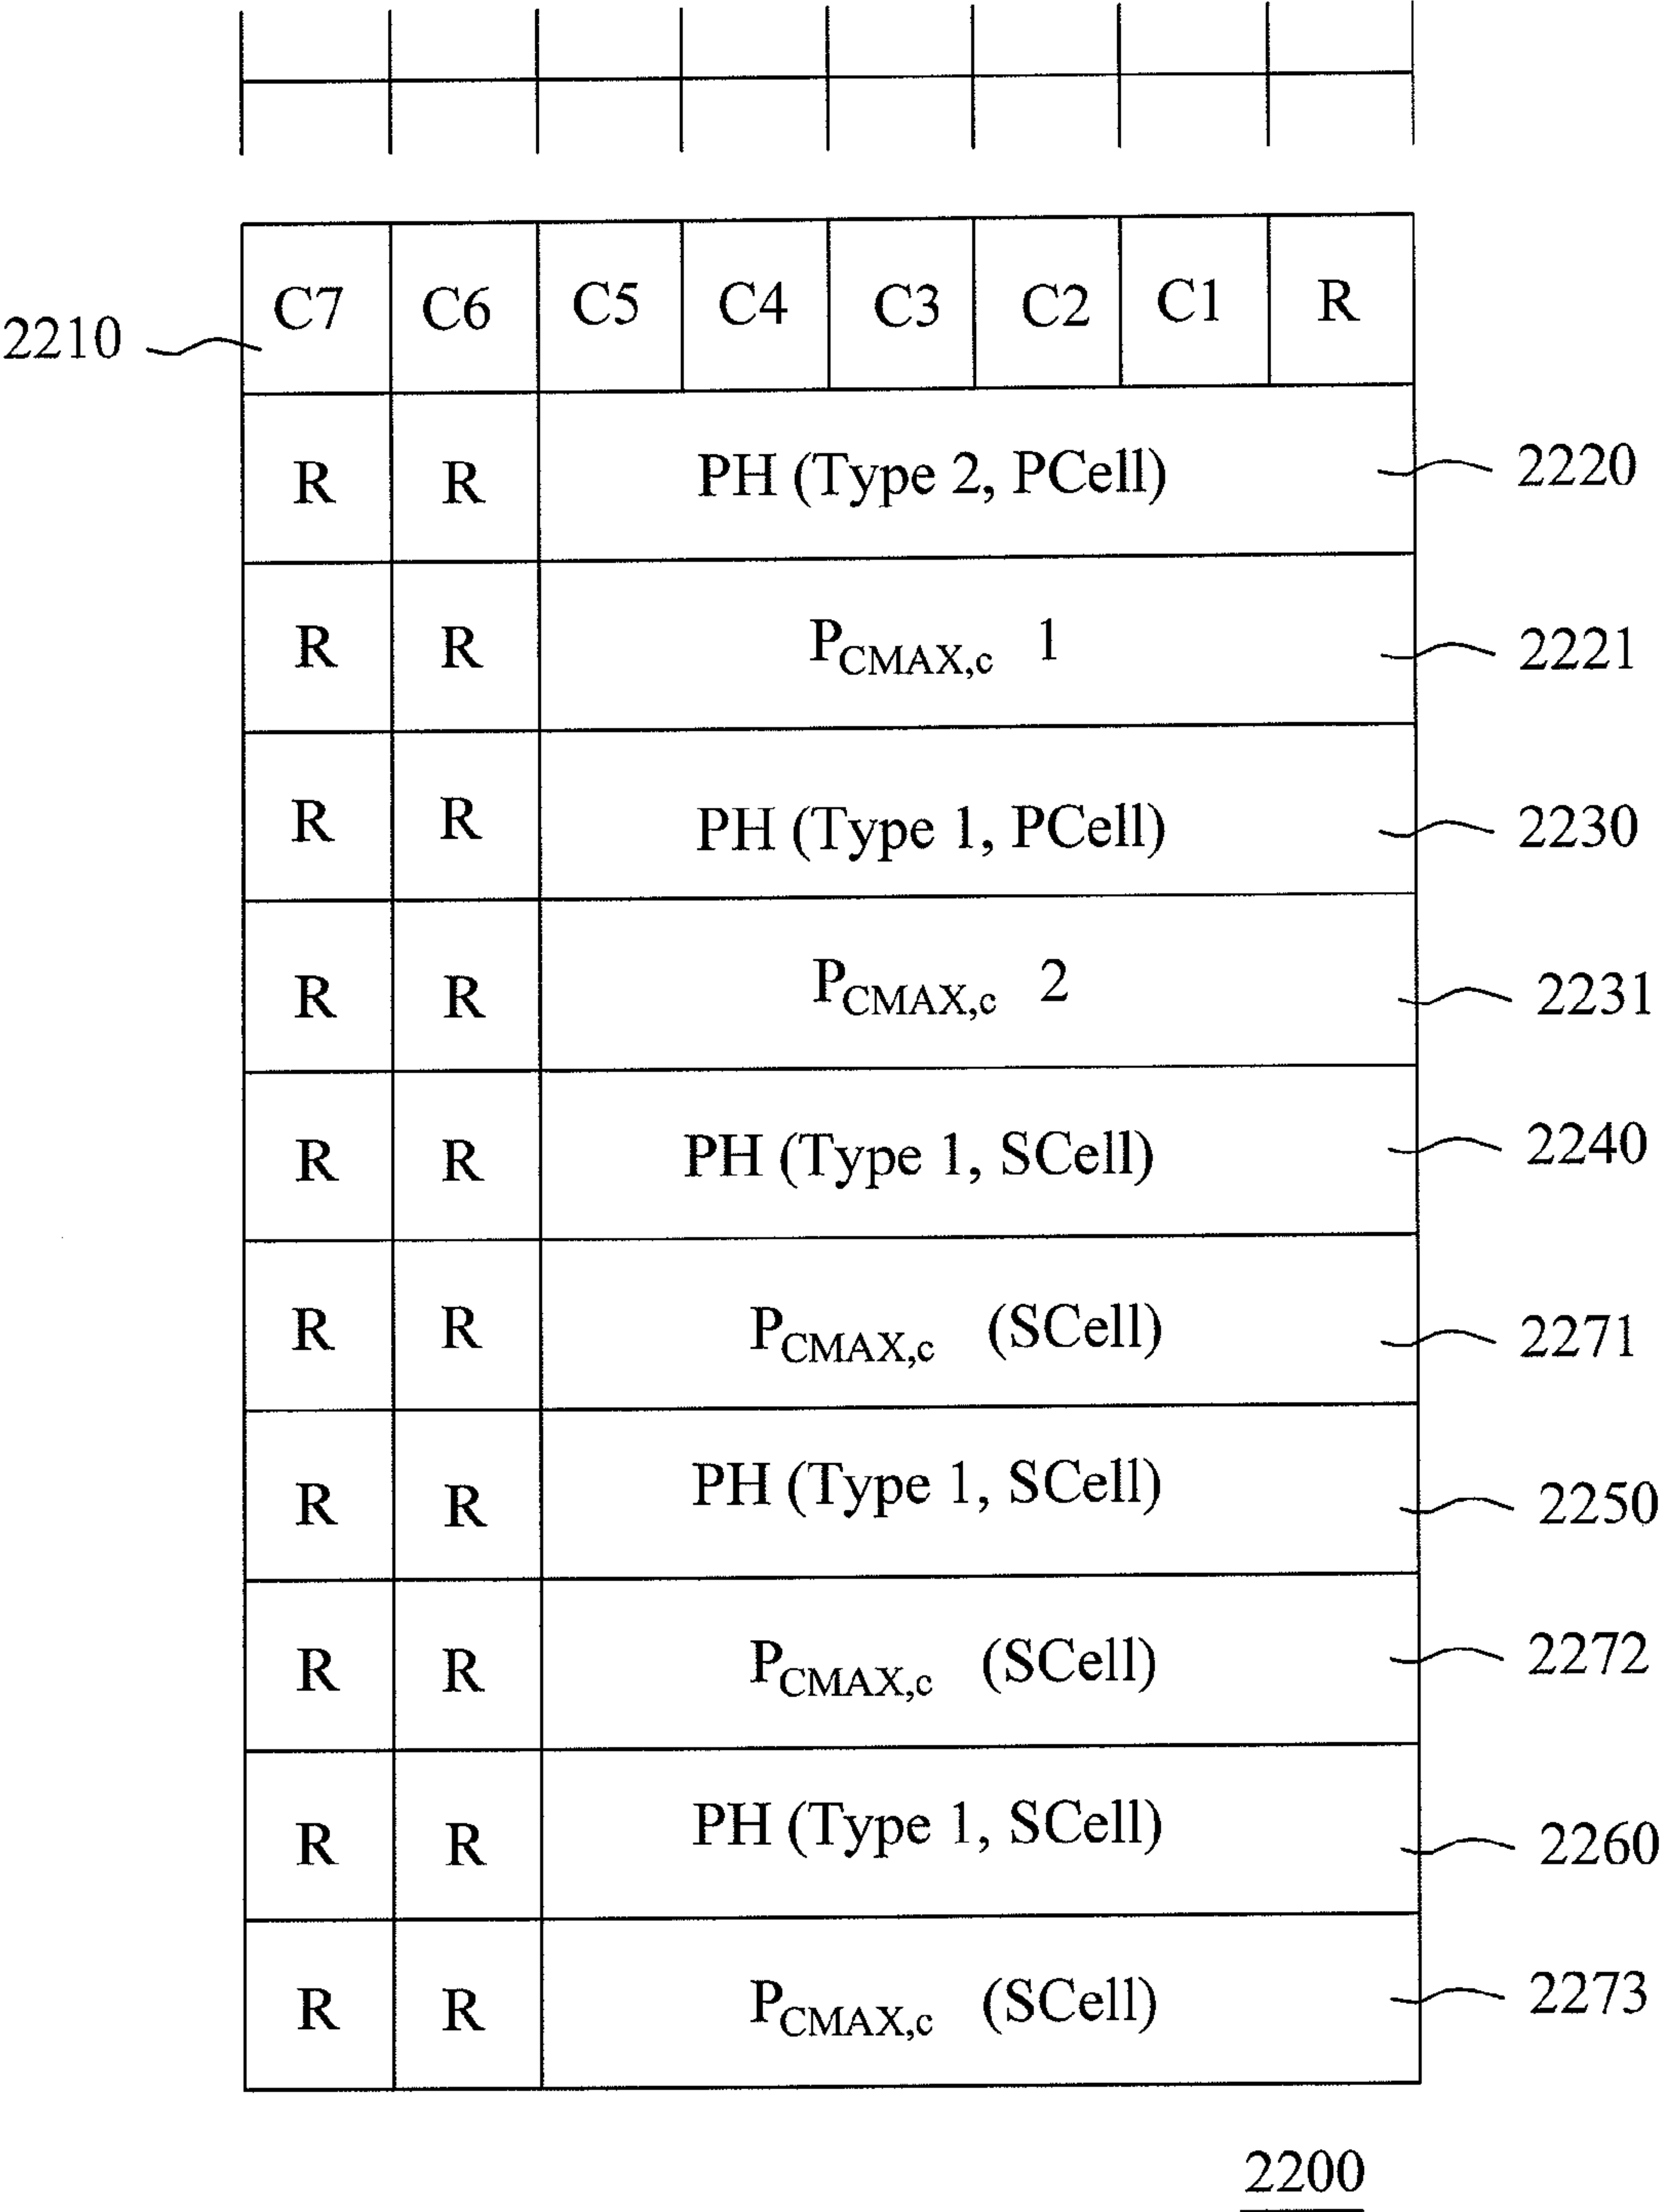 2210 C7 C6 C5 C4 C3 C2 C1 R
R R PH (Type 2, PCell) 2220
R R PCMAX,c 1 2221
R R PH (Type 1, PCell) 2230
R R PCMAX,c 2 2231
R R PH (Type 1, SCell) 2240
R R PCMAX,c (SCell) 2271
R R PH (Type 1, SCell) 2250
R R PCMAX,c (SCell) 2272
R R PH (Type 1, SCell) 2260
R R PCMAX,c (SCell) 2273
2200